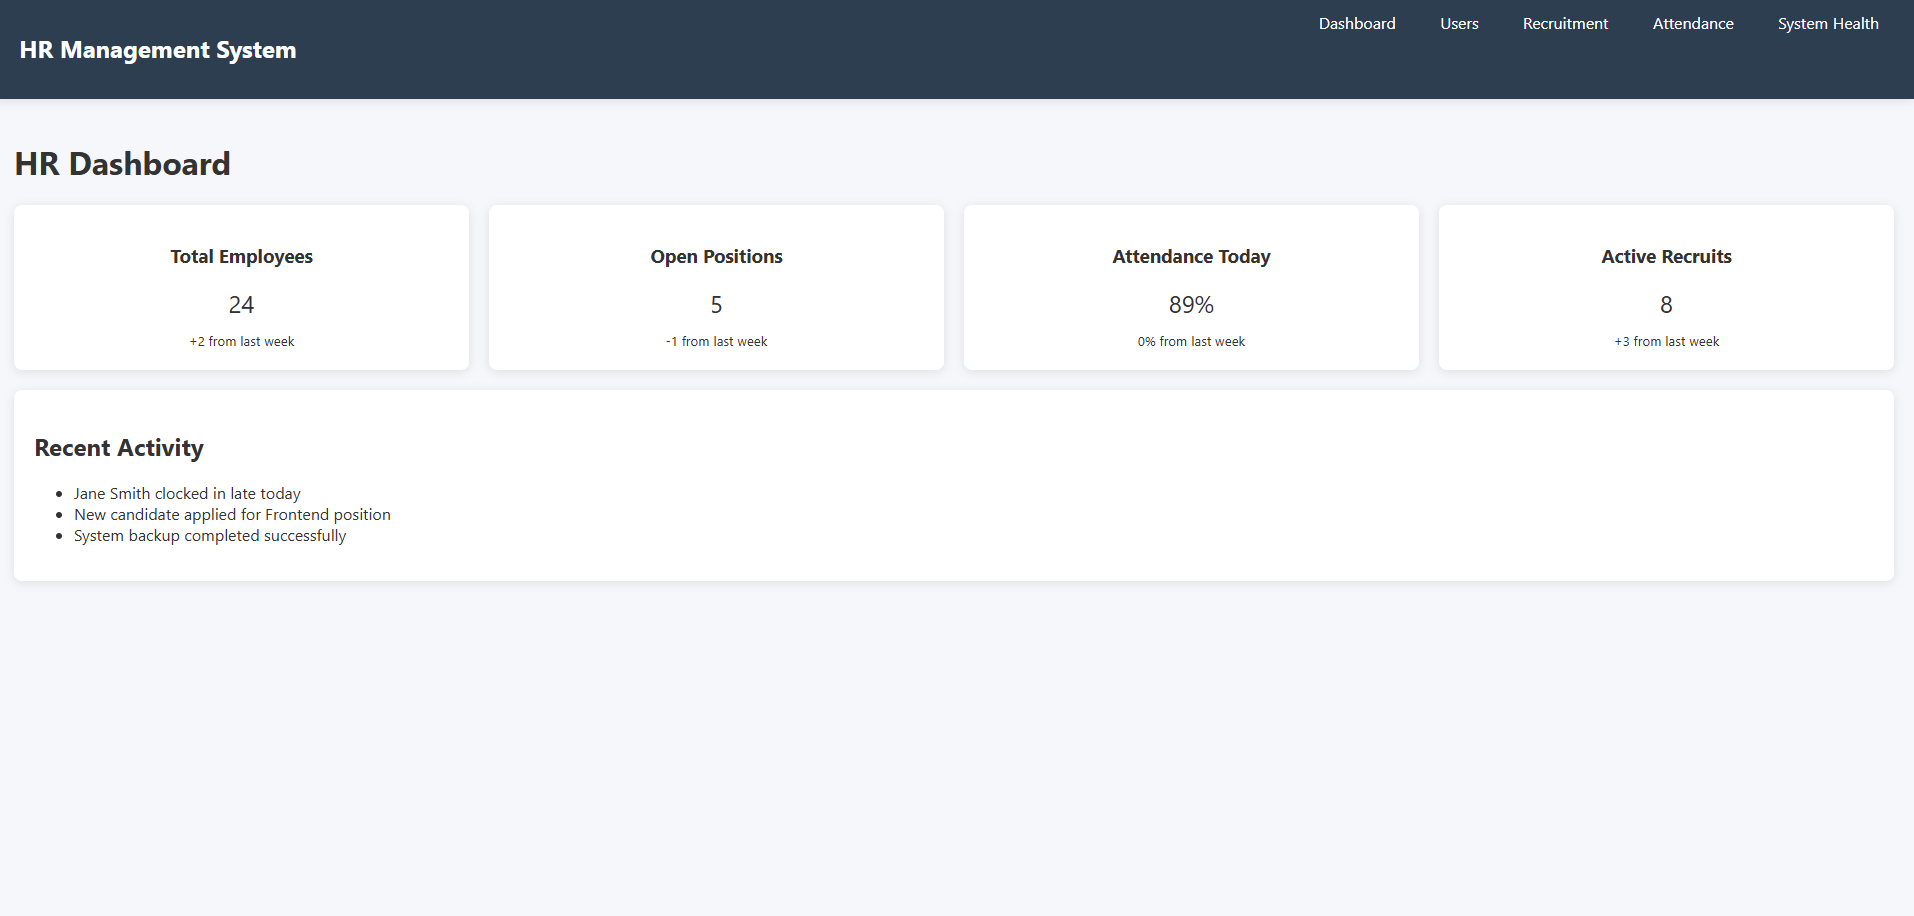 HR Management System
Dashboard Users Recruitment Attendance System Health
HR Dashboard
Total Employees
24
+2 from last week
Open Positions
5
-1 from last week
Attendance Today
89%
0% from last week
Active Recruits
8
+3 from last week
Recent Activity
• Jane Smith clocked in late today
• New candidate applied for Frontend position
• System backup completed successfully